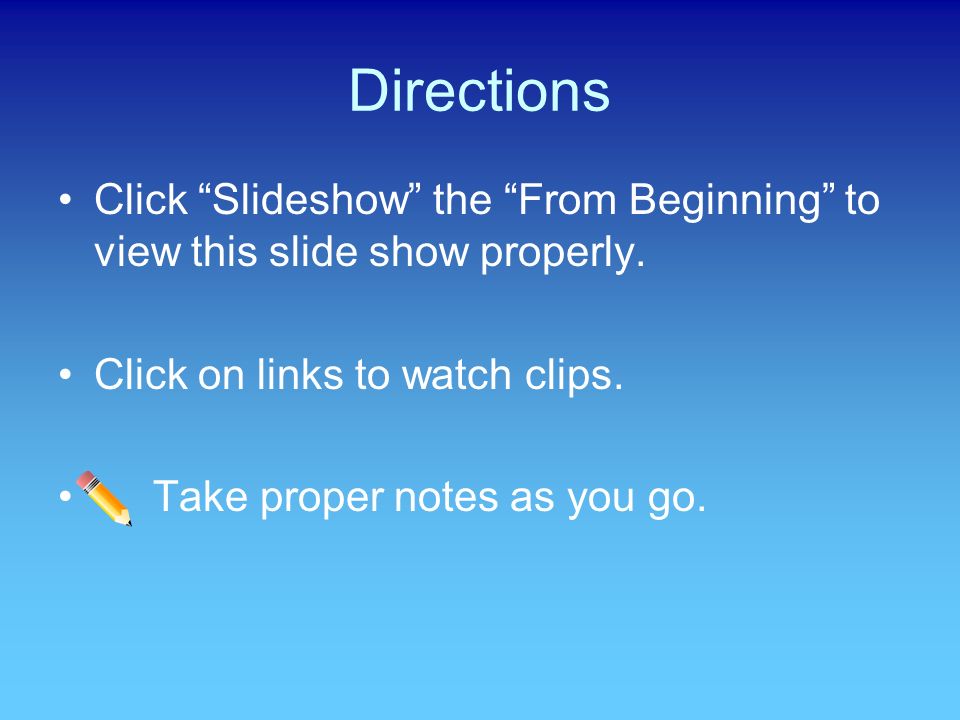 Directions
• Click “Slideshow” the “From Beginning” to
view this slide show properly.
• Click on links to watch clips.
• Take proper notes as you go.